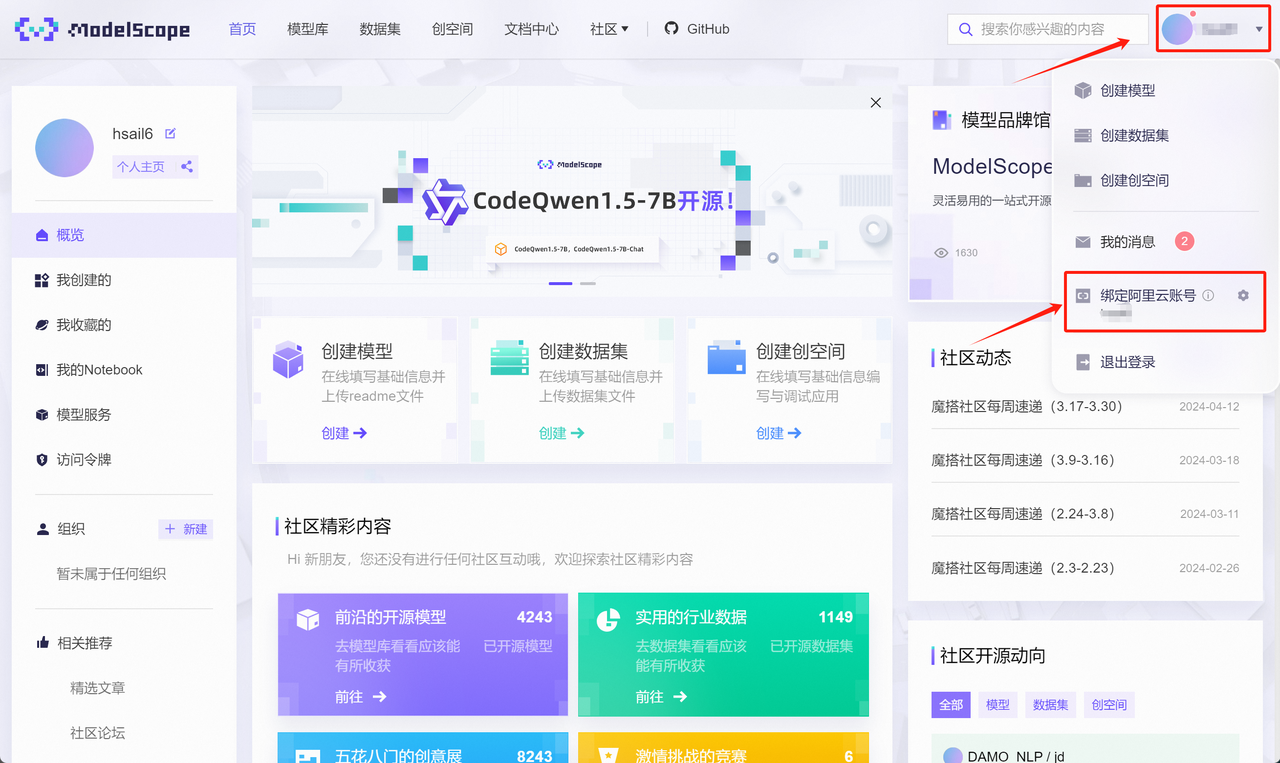 ModelScope
首页
模型库
数据集
创空间
文档中心
社区
GitHub
搜索你感兴趣的内容
hsail6
个人主页
概览
我创建的
我收藏的
我的Notebook
模型服务
访问令牌
组织
+ 新建
暂未属于任何组织
相关推荐
精选文章
社区论坛
ModelScope
CodeQwen1.5-7B开源!
CodeQwen1.5-7B, CodeQwen1.5-7B-Chat
创建模型
在线填写基础信息并
上传readme文件
创建
创建数据集
在线填写基础信息并
上传数据集文件
创建
创建创空间
在线填写基础信息编
写与调试应用
创建
社区精彩内容
Hi 新朋友，您还没有进行任何社区互动哦，欢迎探索社区精彩内容
前沿的开源模型
4243
去模型库看看应该能
有所收获
已开源模型
前往
实用的行业数据
1149
去数据集看看应该
能有所收获
已开源数据集
前往
五花八门的创意展
8243
激情挑战的竞赛
6
模型品牌馆
ModelScope
灵活易用的一站式开源
1630
创建模型
创建数据集
创建创空间
我的消息
2
绑定阿里云账号
退出登录
社区动态
魔搭社区每周速递（3.17-3.30）
2024-04-12
魔搭社区每周速递（3.9-3.16）
2024-03-18
魔搭社区每周速递（2.24-3.8）
2024-03-11
魔搭社区每周速递（2.3-2.23）
2024-02-26
社区开源动向
全部
模型
数据集
创空间
DAMO_NLP / jd